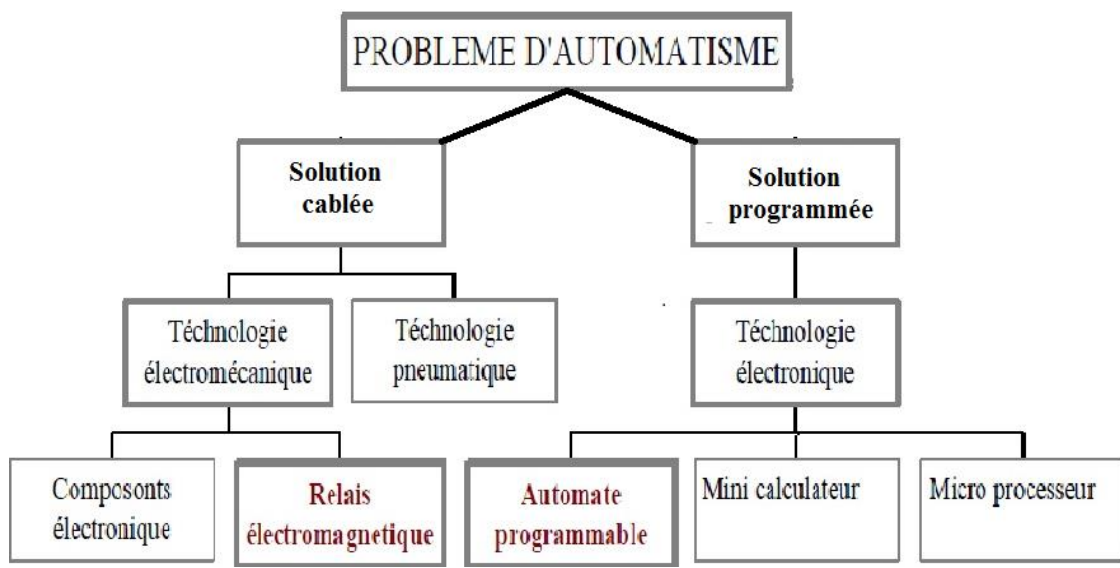 PROBLEME D'AUTOMATISME
Solution
cablée
Solution
programmée
Téchnologie
électromécanique
Téchnologie
pneumatique
Téchnologie
électronique
Composonts
électronique
Relais
électromagnetique
Automate
programmable
Mini calculateur
Micro processeur